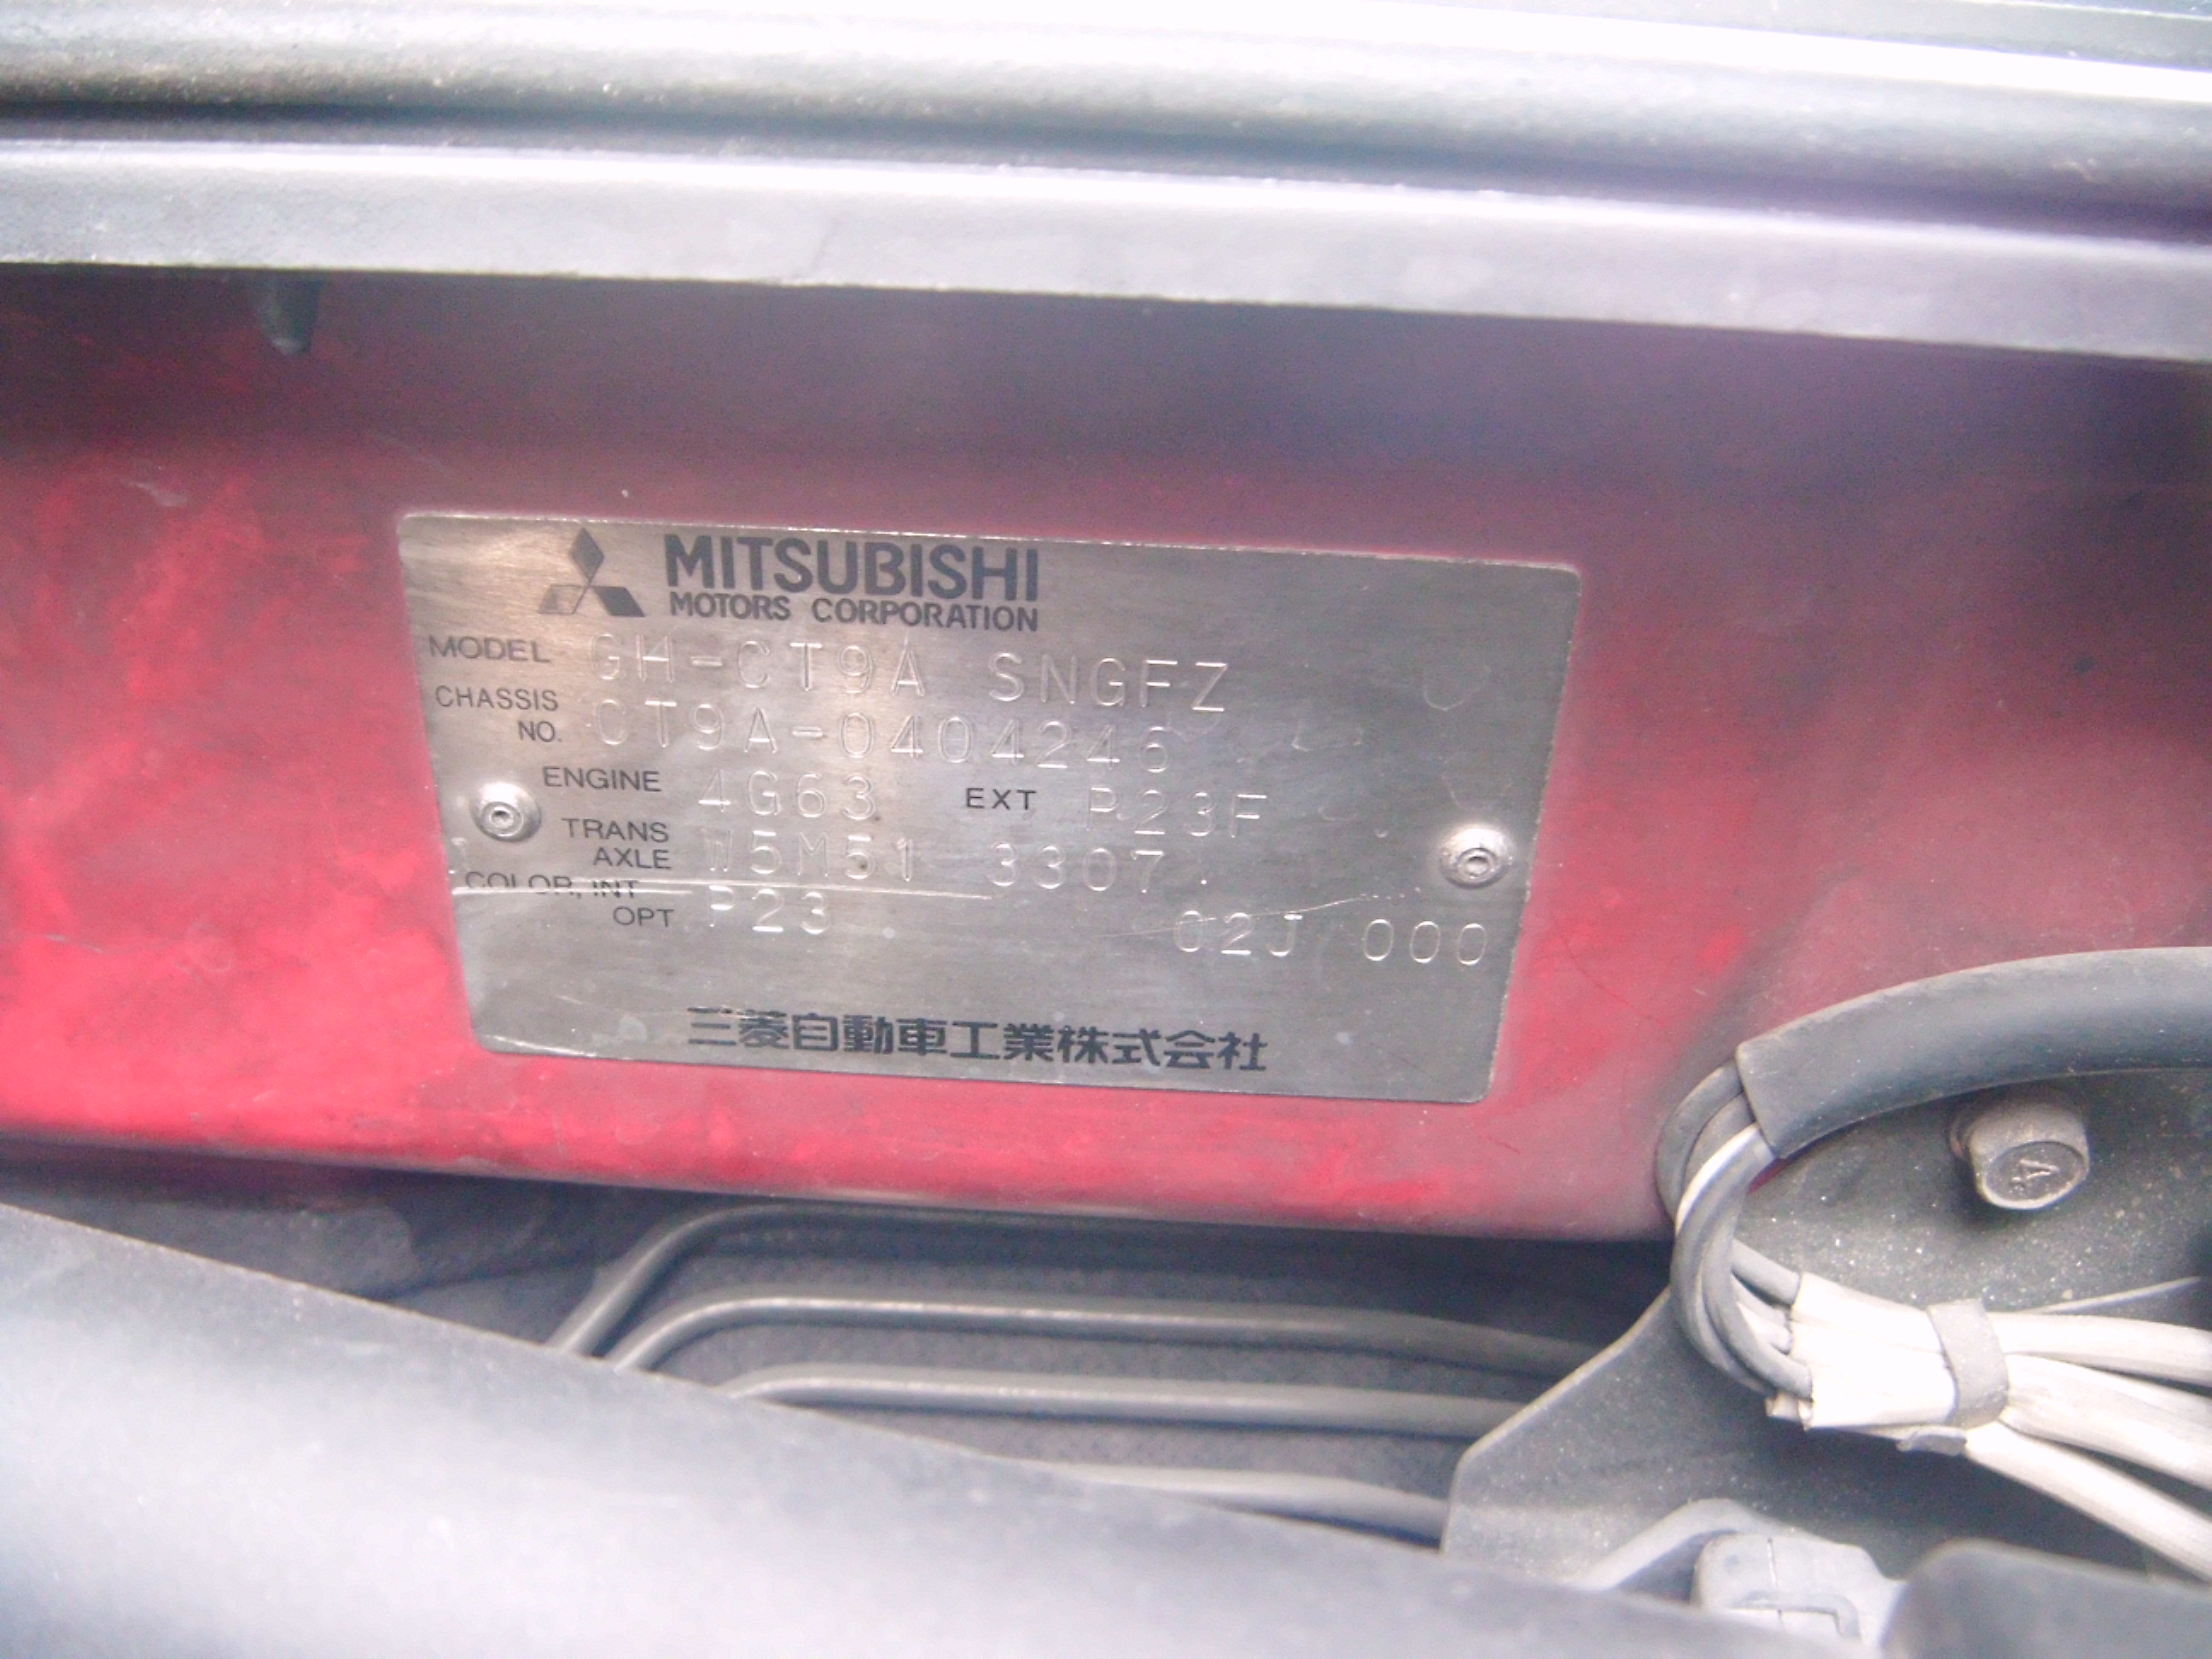 MITSUBISHI
MOTORS CORPORATION
MODEL GH-CT9A SNGFZ
CHASSIS
NO. CT9A-0404246
ENGINE 4G63 EXT P23F
TRANS
AXLE W5M51 3307
COLOR, INT
OPT P23 02J 000
三菱自動車工業株式会社
4